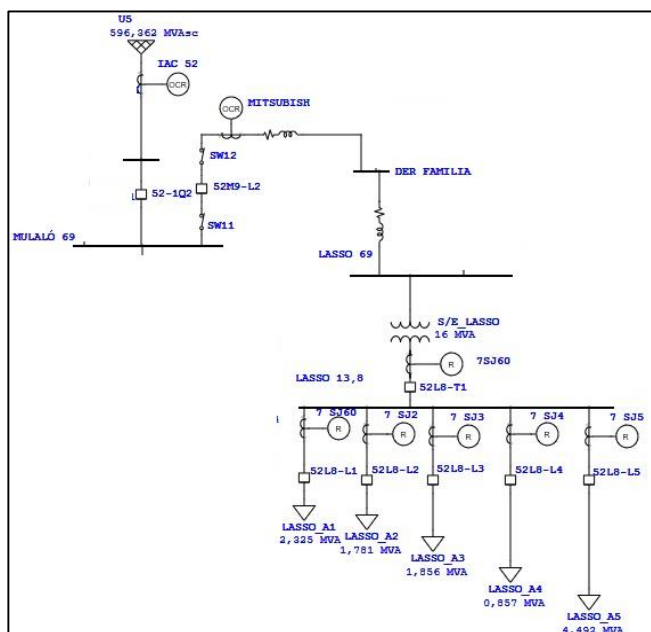 U5
596,362 MVAsc
IAC 52
OCR
OCR
MITSUBISH
SW12
52M9-L2
52-1Q2
SW11
MULALÓ 69
DER FAMILIA
LASSO 69
S/E_LASSO
16 MVA
7SJ60
R
LASSO 13,8
52L8-T1
7 SJ60
7 SJ2
7 SJ3
7 SJ4
7 SJ5
R
R
R
R
R
52L8-L1
52L8-L2
52L8-L3
52L8-L4
52L8-L5
LASSO_A1
2,325 MVA
LASSO_A2
1,781 MVA
LASSO_A3
1,856 MVA
LASSO_A4
0,857 MVA
LASSO_A5
4,492 MVA